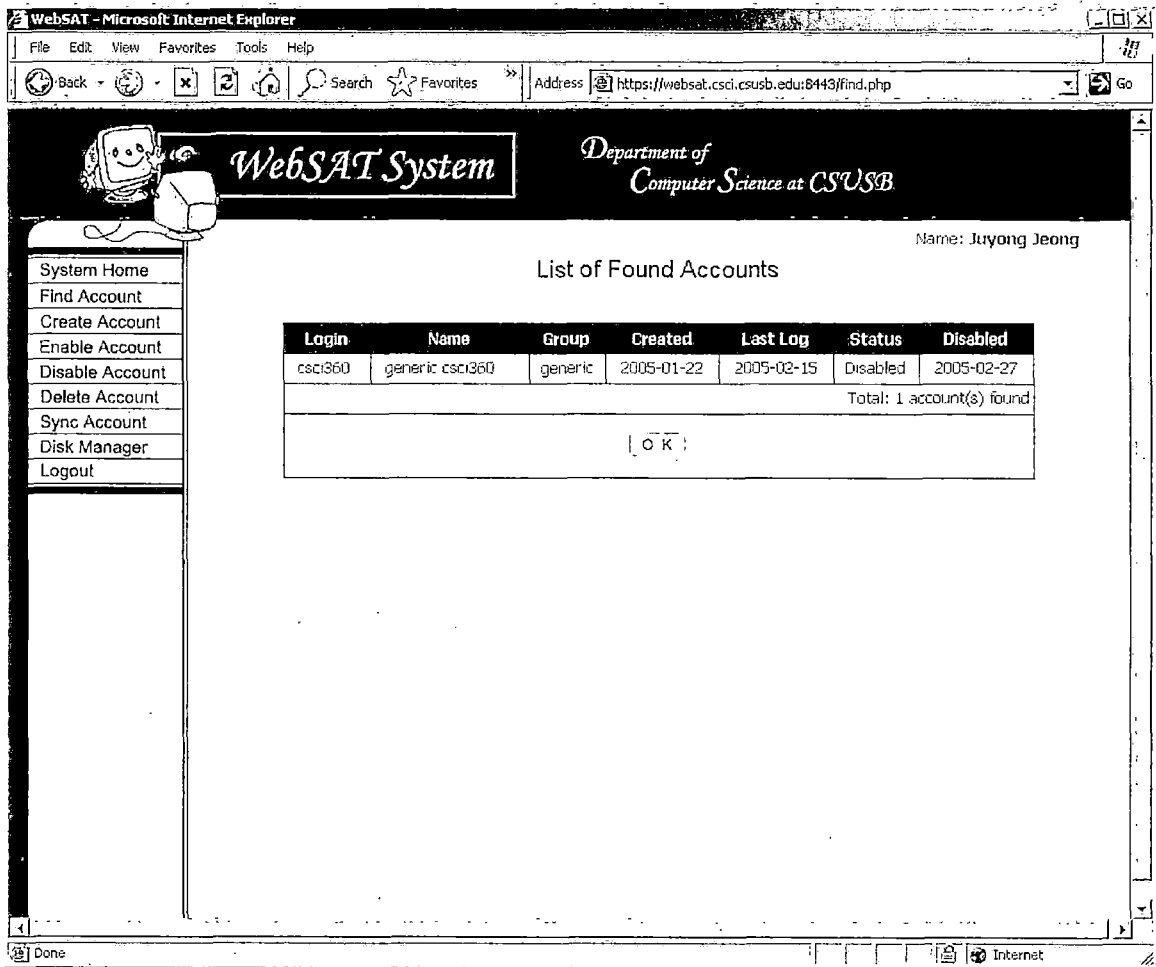 WebSAT - Microsoft Internet Explorer
File Edit View Favorites Tools Help
Back Search Favorites » Address https://websat.csci.csusb.edu:8443/find.php Go
WebSAT System
Department of
Computer Science at CSUSB
Name: Juyong Jeong
List of Found Accounts
System Home
Find Account
Create Account
Enable Account
Disable Account
Delete Account
Sync Account
Disk Manager
Logout
Login Name Group Created Last Log Status Disabled
csci360 generic csci360 generic 2005-01-22 2005-02-15 Disabled 2005-02-27
Total: 1 account(s) found
O K
Done Internet